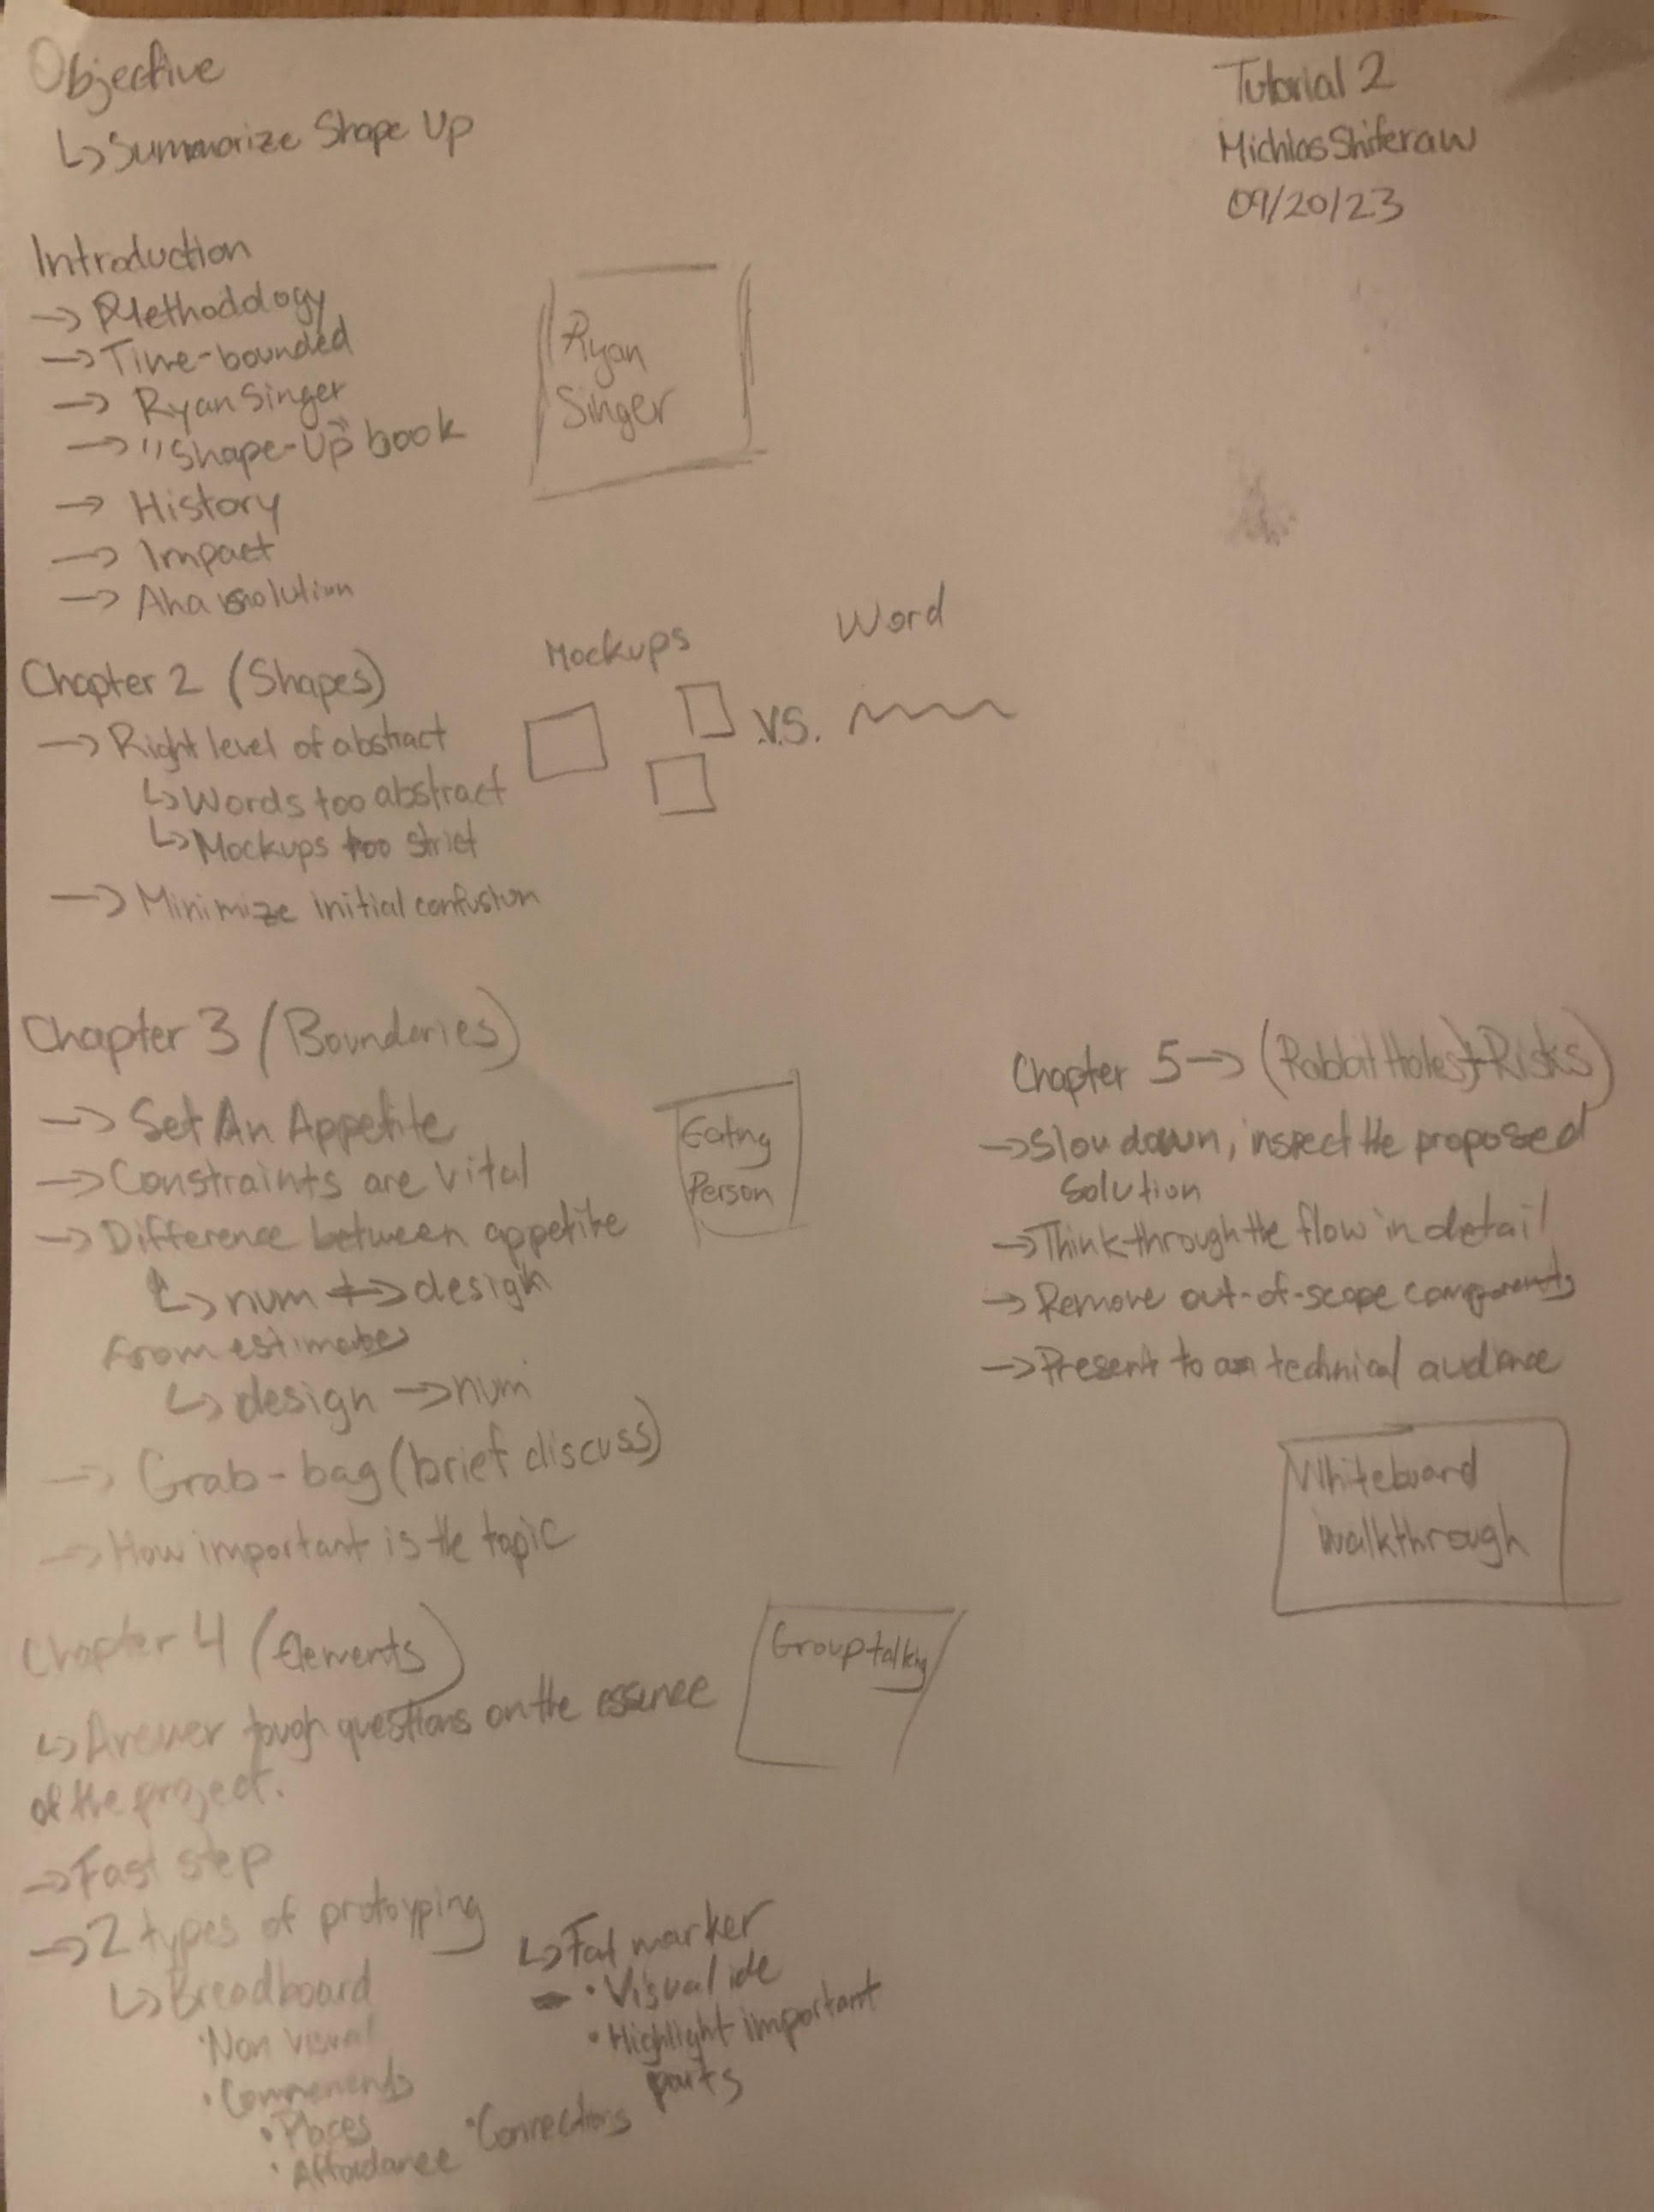 Objective
↳ Summarize Shape Up
Tutorial 2
Michlas Shiferaw
09/20/23
Introduction
→ Methodology
→ Time-bounded
→ Ryan Singer
→ "Shape-Up" book
→ History
→ Impact
→ Aha solution
Ryan
Singer
Chapter 2 (Shapes)
→ Right level of abstract
↳ Words too abstract
↳ Mockups too strict
→ Minimize initial confusion
Mockups
Word
V.S.
Chapter 3 (Bounderies)
→ Set An Appetite
→ Constraints are vital
→ Difference between appetite
↳ num → design
from estimates
↳ design → num
→ Grab-bag (brief discuss)
→ How important is the topic
Eating
Person
Chapter 4 (Elements)
↳ Answer tough questions on the essence
of the project.
→ Fast step
→ 2 types of protoyping
↳ Breadboard
• Non visual
• Places
• Affordance
• Connections
↳ Fat marker
• Visual ide
• Highlight important
parts
Group talking
Chapter 5 → (Rabbit Holes + Risks)
→ Slow down, inspect the proposed
Solution
→ Think through the flow in detail
→ Remove out-of-scope components
→ Present to a technical audience
Whiteboard
walkthrough